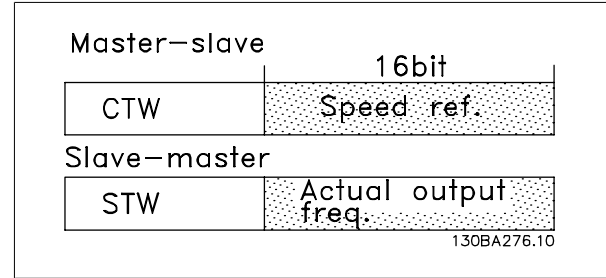 Master-slave
16bit
CTW
Speed ref.
Slave-master
STW
Actual output
freq.
130BA276.10